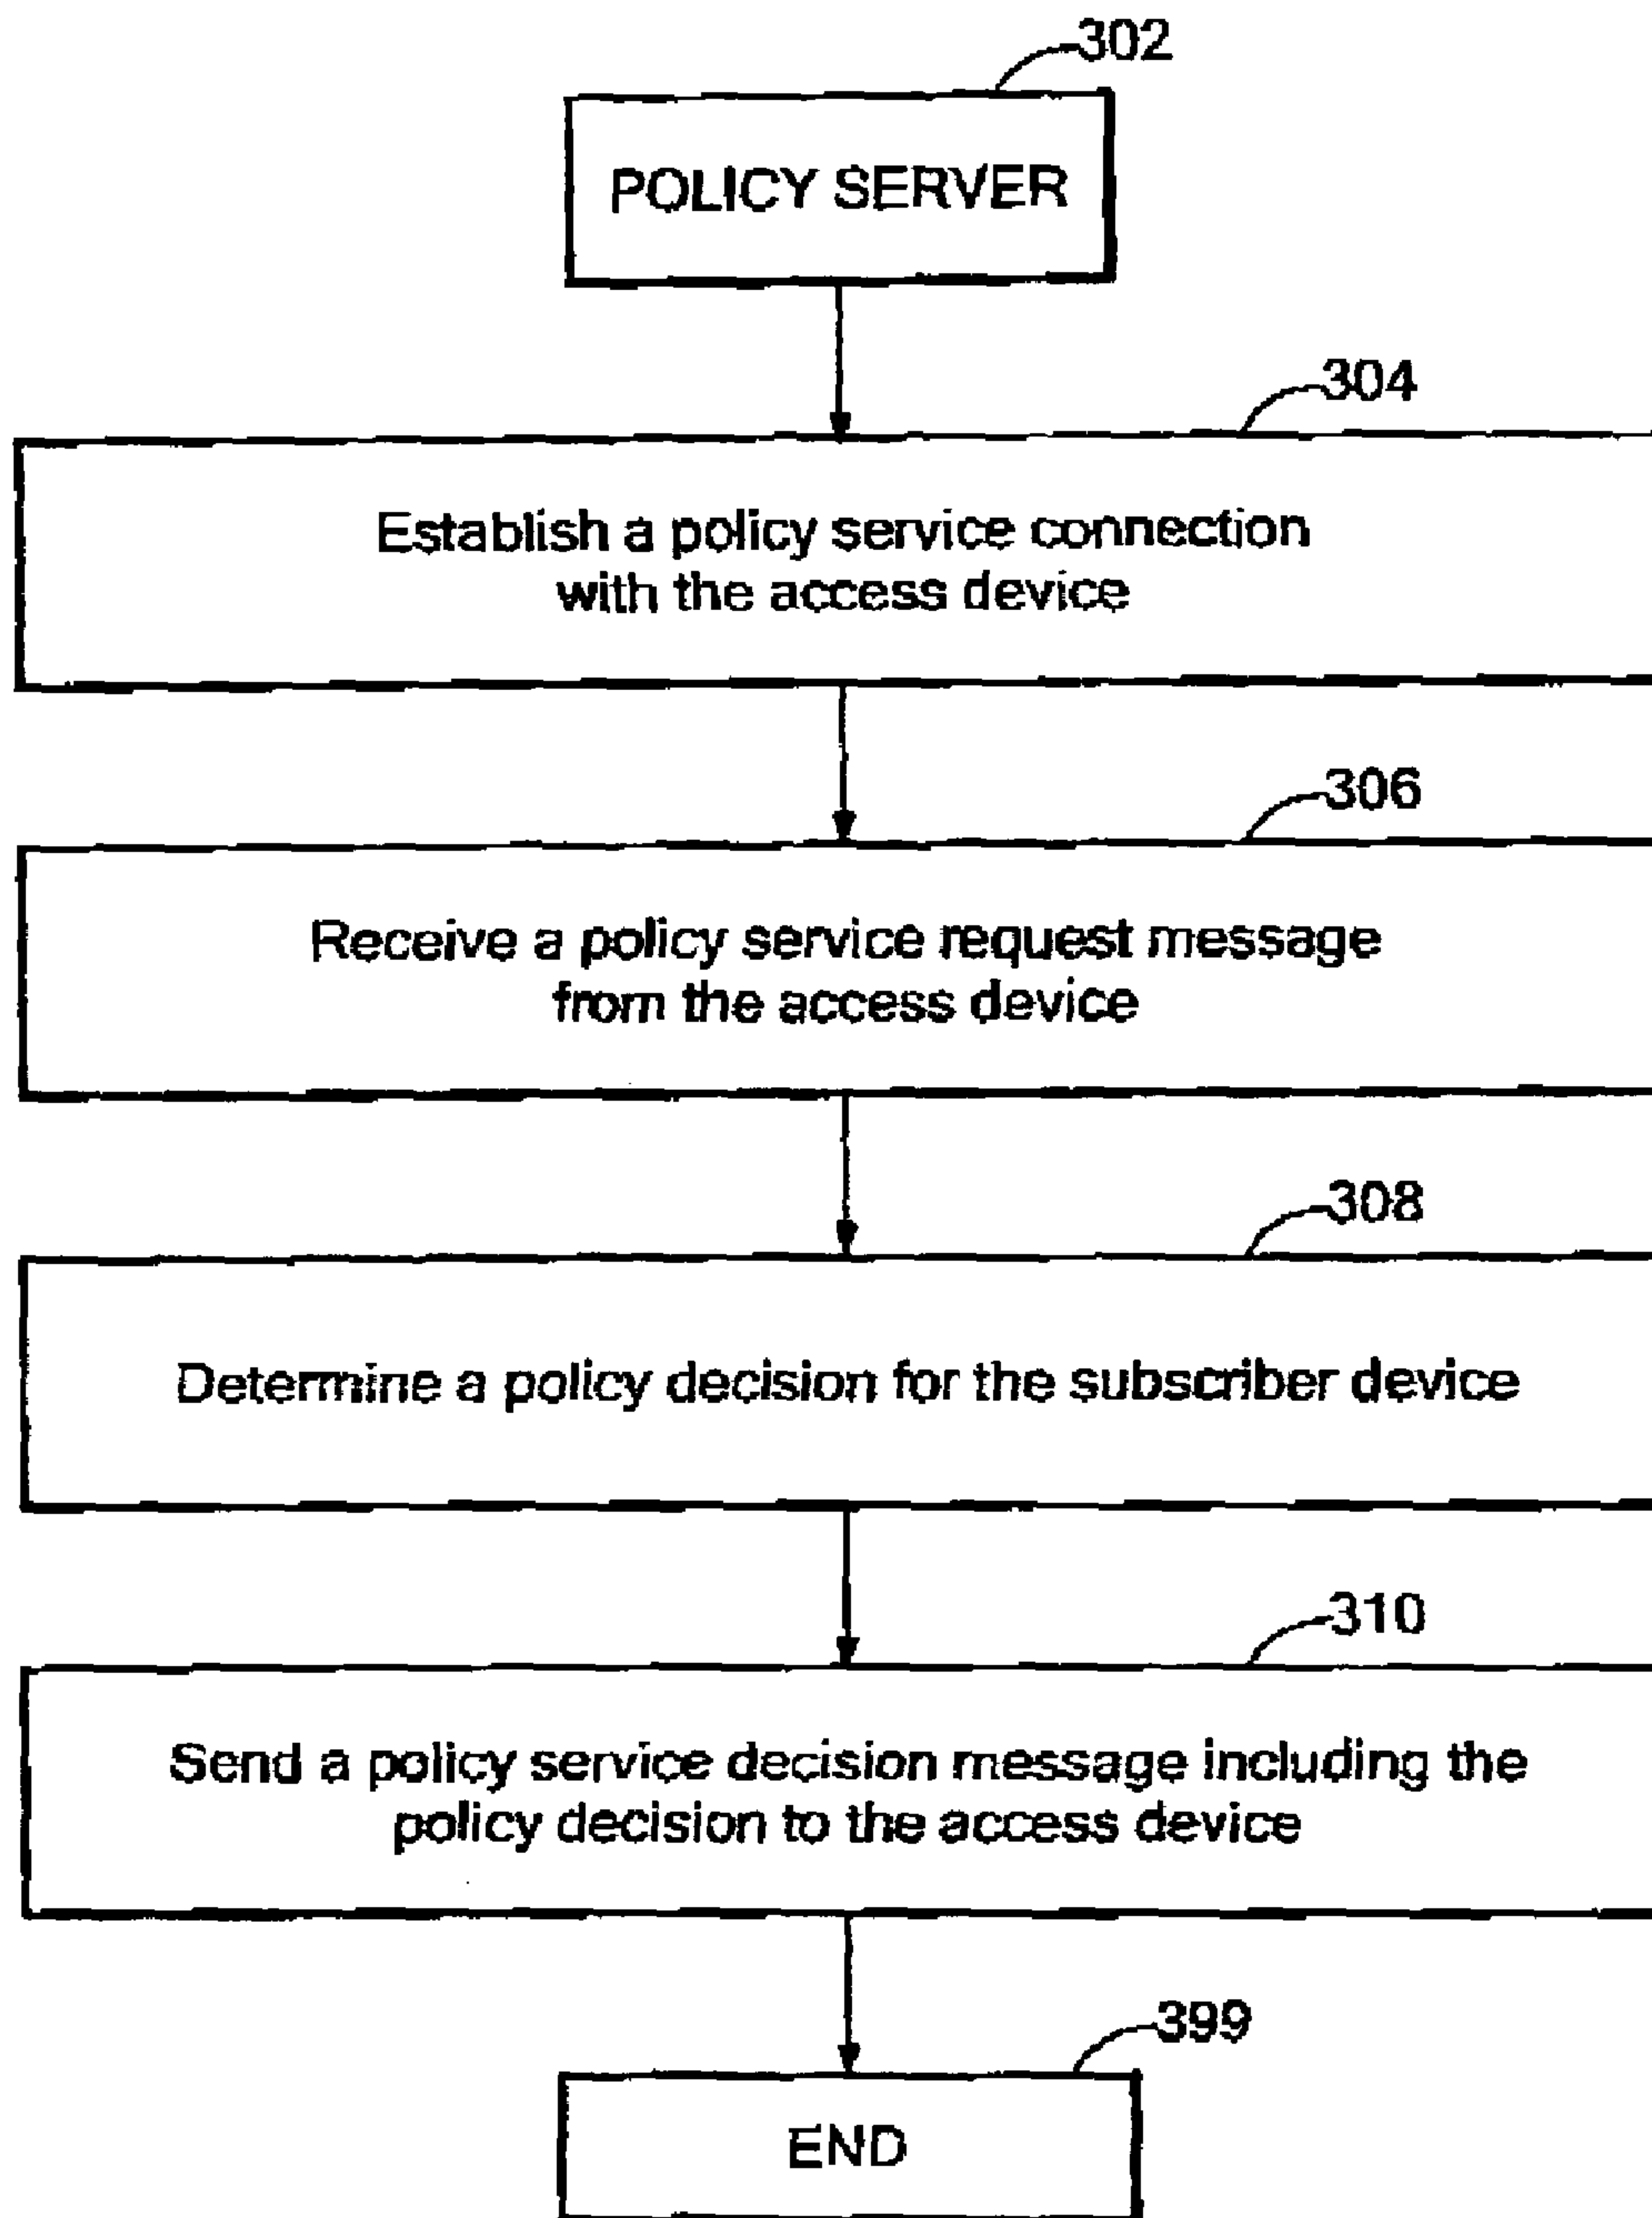 302
POLICY SERVER
304
Establish a policy service connection
with the access device
306
Receive a policy service request message
from the access device
308
Determine a policy decision for the subscriber device
310
Send a policy service decision message including the
policy decision to the access device
399
END